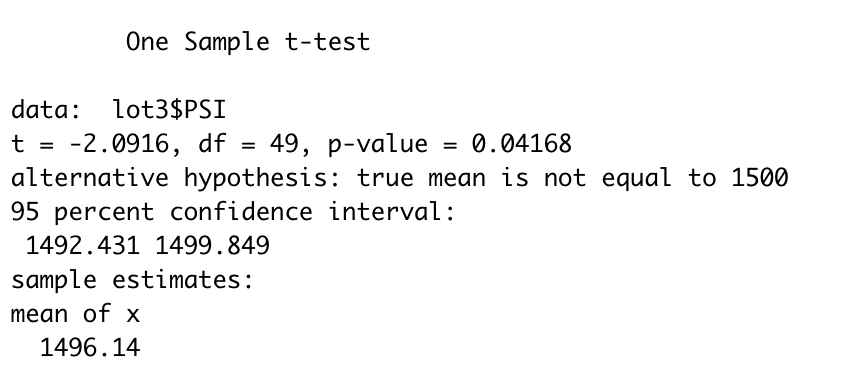 One Sample t-test
data:  lot3$PSI
t = -2.0916, df = 49, p-value = 0.04168
alternative hypothesis: true mean is not equal to 1500
95 percent confidence interval:
1492.431 1499.849
sample estimates:
mean of x
1496.14